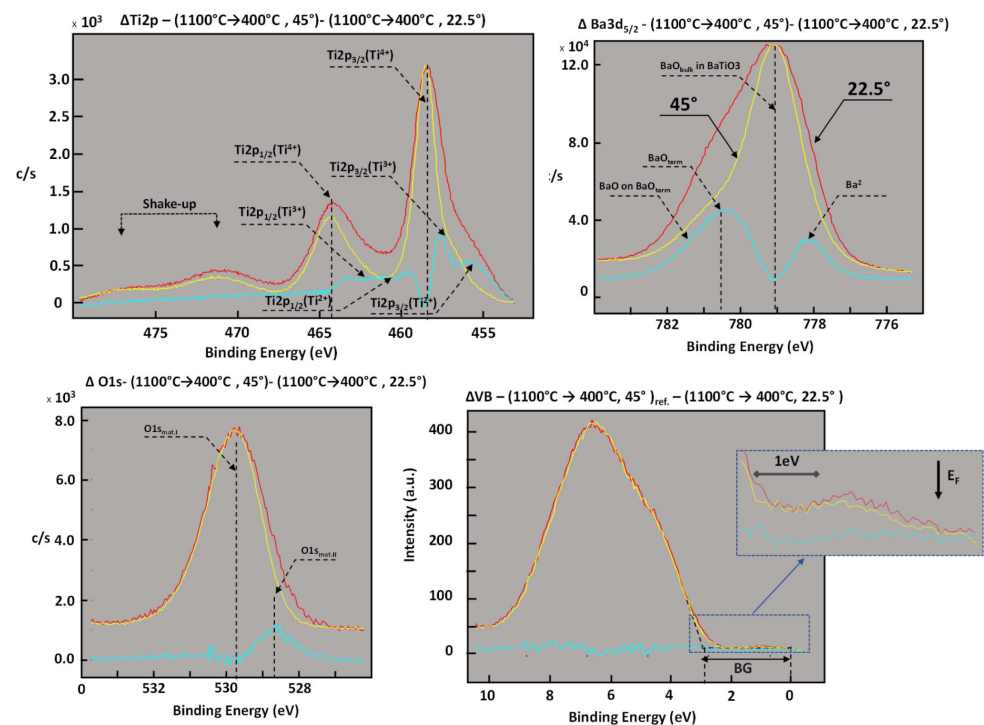 ΔTi2p – (1100°C→400°C , 45°)- (1100°C→400°C , 22.5°)
x 10³
3.0
2.5
2.0
1.5
1.0
0.5
0
c/s
Ti2p3/2(Ti⁴⁺)
Ti2p1/2(Ti⁴⁺)
Ti2p3/2(Ti³⁺)
Shake-up
Ti2p1/2(Ti³⁺)
Ti2p1/2(Ti²⁺)
Ti2p3/2(Ti²⁺)
475 470 465 460 455
Binding Energy (eV)
Δ Ba3d5/2 - (1100°C→400°C , 45°)- (1100°C→400°C , 22.5°)
x 10⁴
12.0
8.0
4.0
0
:/s
BaObulk in BaTiO3
45°
22.5°
BaOterm
BaO on BaOterm
Ba²
782 780 778 776
Binding Energy (eV)
Δ O1s- (1100°C→400°C , 45°)- (1100°C→400°C , 22.5°)
x 10³
8.0
6.0
4.0
2.0
0.0
c/s
O1smat.I
O1smat.II
0 532 530 528
Binding Energy (eV)
ΔVB – (1100°C → 400°C, 45° )ref. – (1100°C → 400°C, 22.5° )
400
300
200
100
0
Intensity (a.u.)
1eV
EF
BG
10 8 6 4 2 0
Binding Energy (eV)